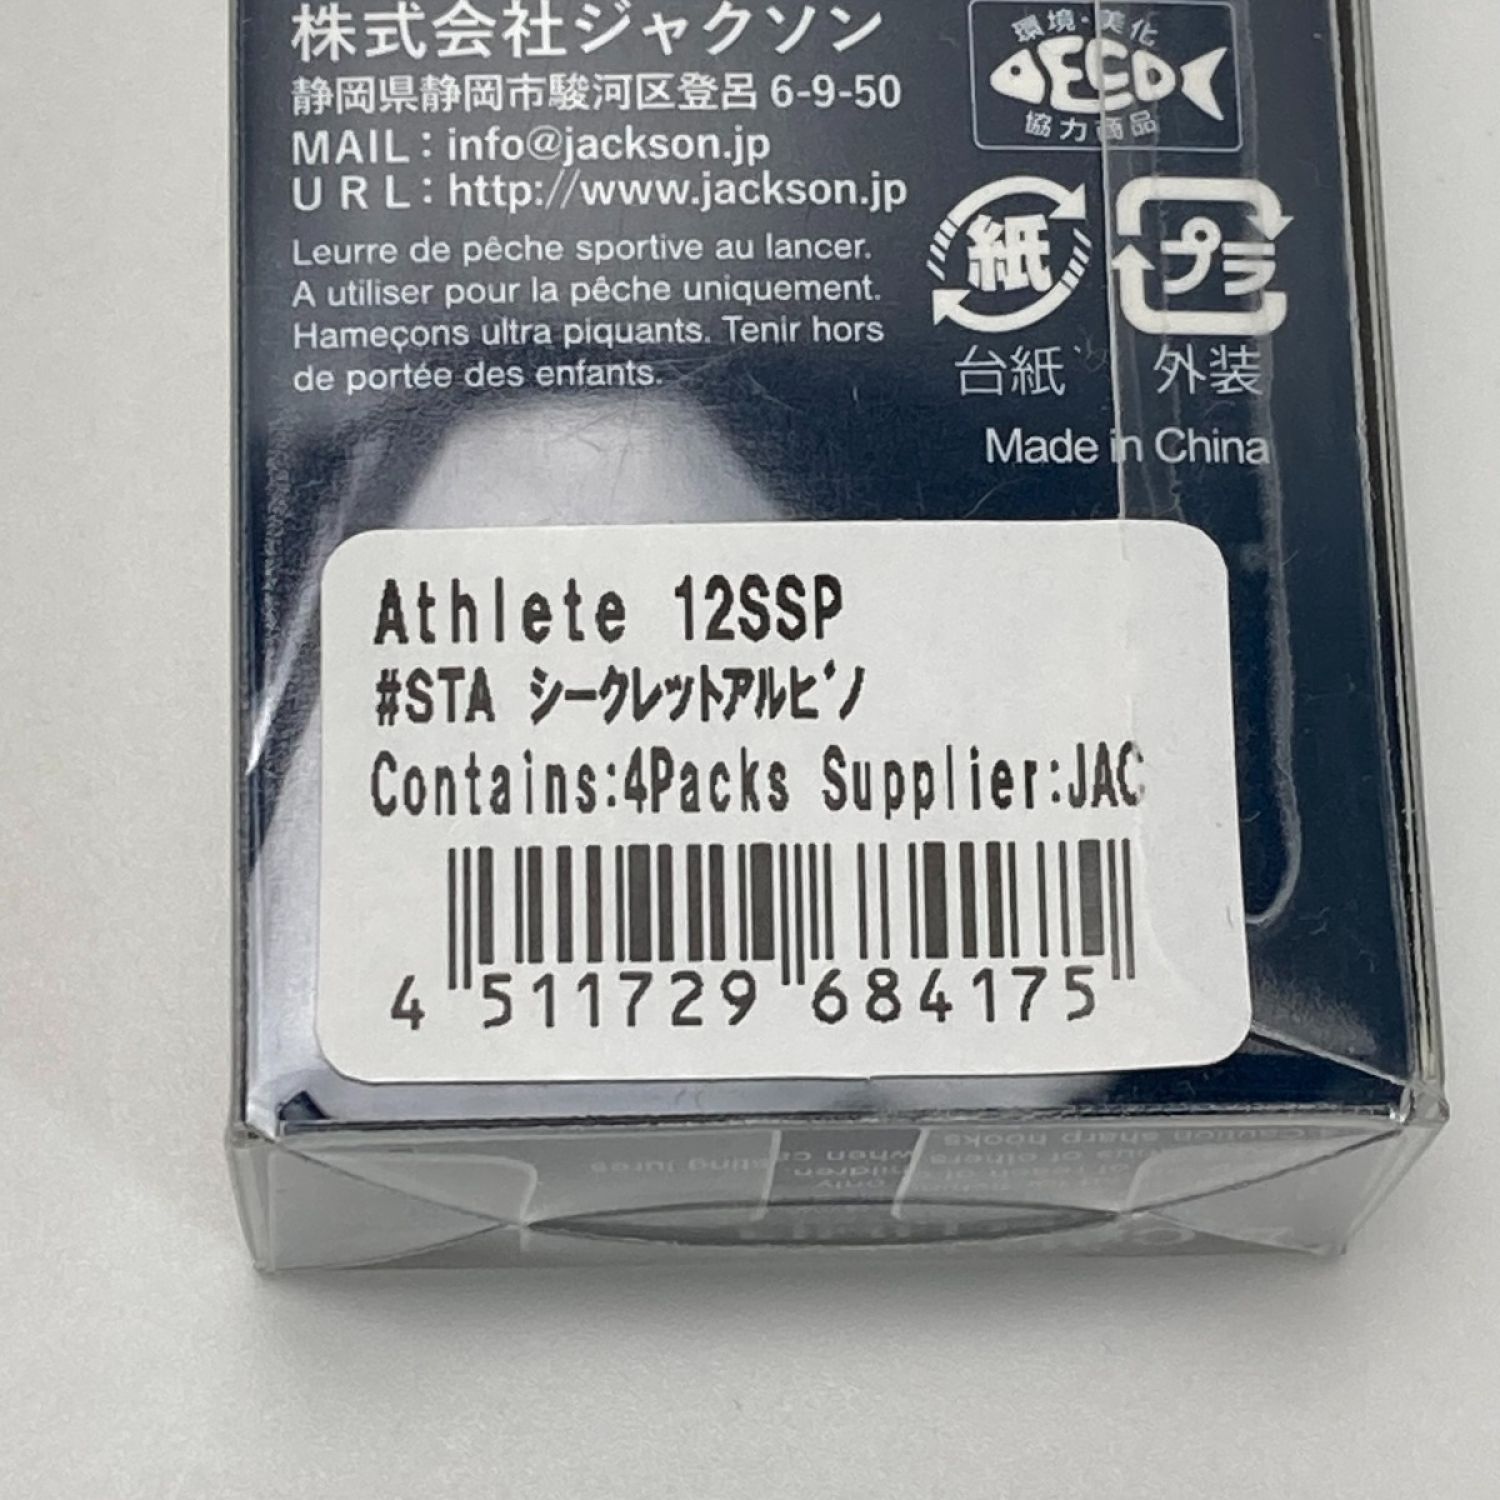 株式会社ジャクソン
静岡県静岡市駿河区登呂 6-9-50
MAIL：info@jackson.jp
URL：http://www.jackson.jp
Leurre de pêche sportive au lancer.
A utiliser pour la pêche uniquement.
Hameçons ultra piquants. Tenir hors
de portée des enfants.
環境・美化
ECO
協力商品
紙
プラ
台紙
外装
Made in China
Athlete 12SSP
#STA シークレットアルビノ
Contains:4Packs Supplier:JAC
4 511729 684175
Caution sharp hooks